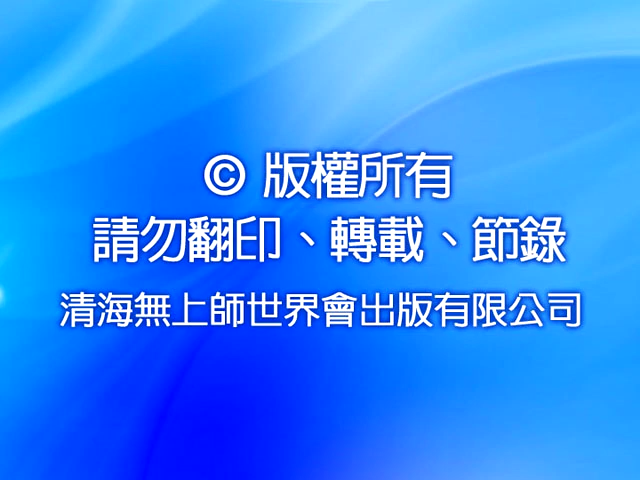 © 版權所有
請勿翻印、轉載、節錄
清海無上師世界會出版有限公司